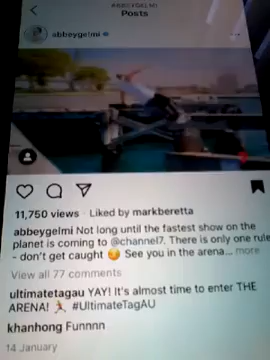 ABBEYGELMI
Posts
abbeygelmi
11,750 views · Liked by markberetta
abbeygelmi Not long until the fastest show on the
planet is coming to @channel7. There is only one rule
- don't get caught 😏 See you in the arena... more
View all 77 comments
ultimatetagau YAY! It's almost time to enter THE
ARENA! 🏃 #UltimateTagAU
khanhong Funnnn
14 January